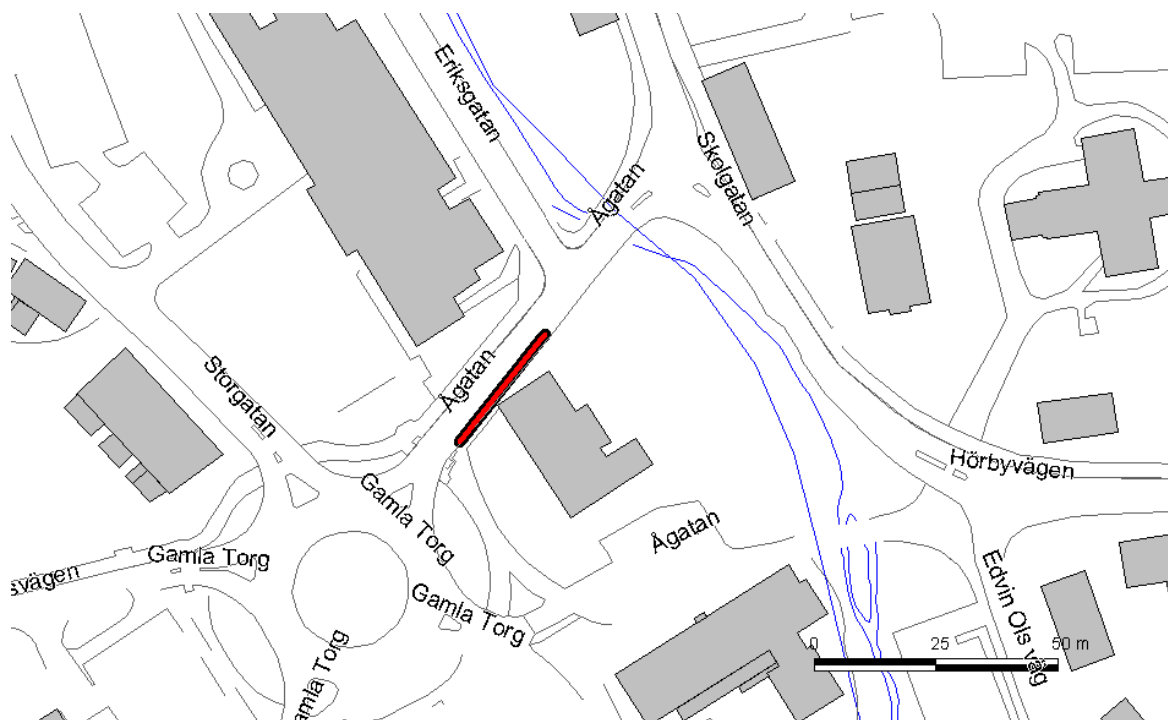 Eriksgatan
Skolgatan
Ågatan
Ågatan
Storgatan
Hörbyvägen
Gamla Torg
Ågatan
Gamla Torg
svägen
Gamla Torg
Edvin Ols väg
amla Torg
0 25 50 m